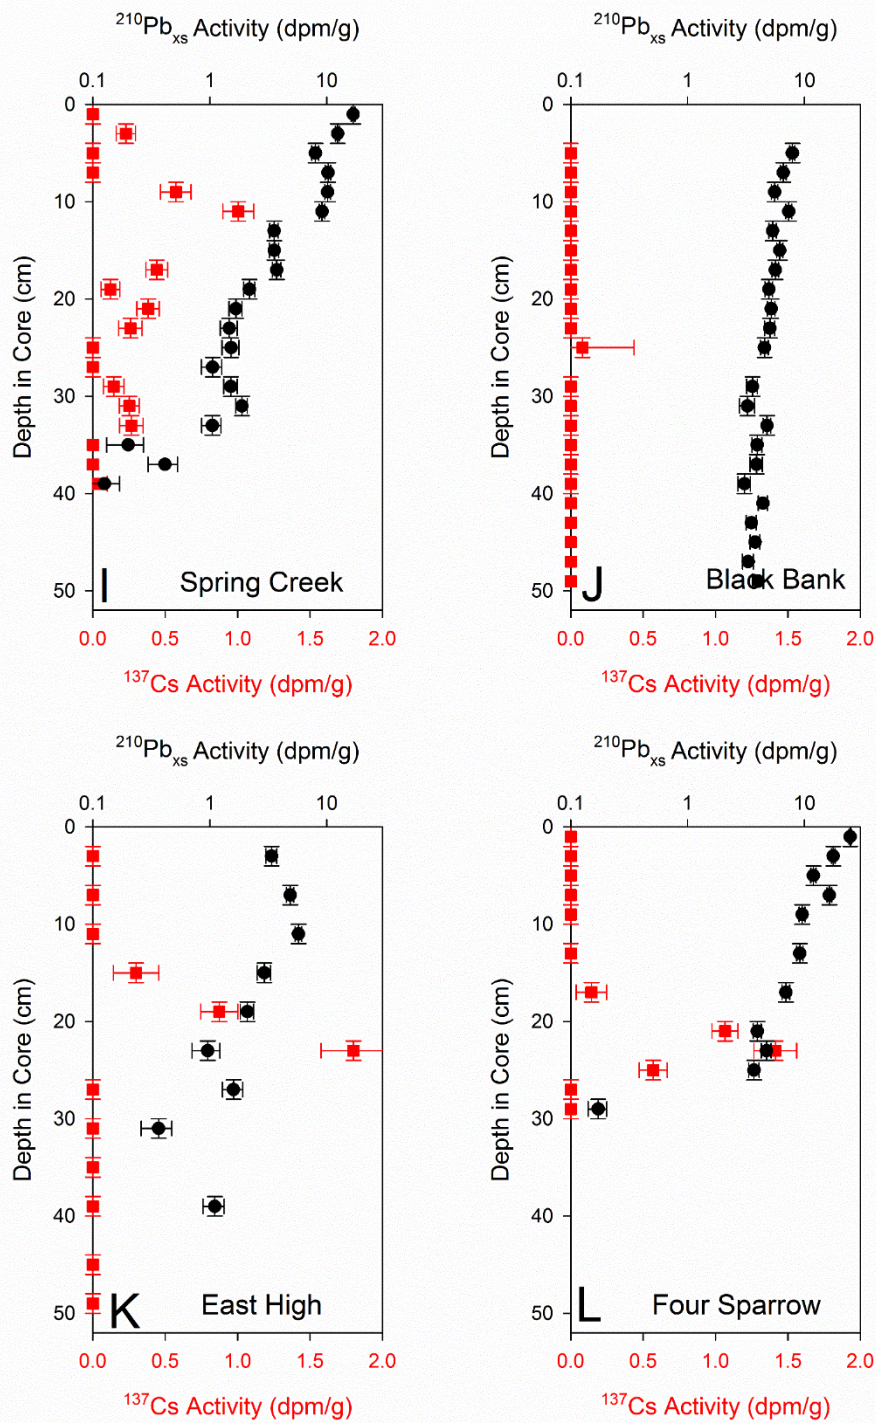 ²¹⁰Pbₓₛ Activity (dpm/g)
0.1 1 10
0
10
20
30
40
50
Depth in Core (cm)
I Spring Creek
0.0 0.5 1.0 1.5 2.0
¹³⁷Cs Activity (dpm/g)
²¹⁰Pbₓₛ Activity (dpm/g)
0.1 1 10
0
10
20
30
40
50
Depth in Core (cm)
J Black Bank
0.0 0.5 1.0 1.5 2.0
¹³⁷Cs Activity (dpm/g)
²¹⁰Pbₓₛ Activity (dpm/g)
0.1 1 10
0
10
20
30
40
50
Depth in Core (cm)
K East High
0.0 0.5 1.0 1.5 2.0
¹³⁷Cs Activity (dpm/g)
²¹⁰Pbₓₛ Activity (dpm/g)
0.1 1 10
0
10
20
30
40
50
Depth in Core (cm)
L Four Sparrow
0.0 0.5 1.0 1.5 2.0
¹³⁷Cs Activity (dpm/g)